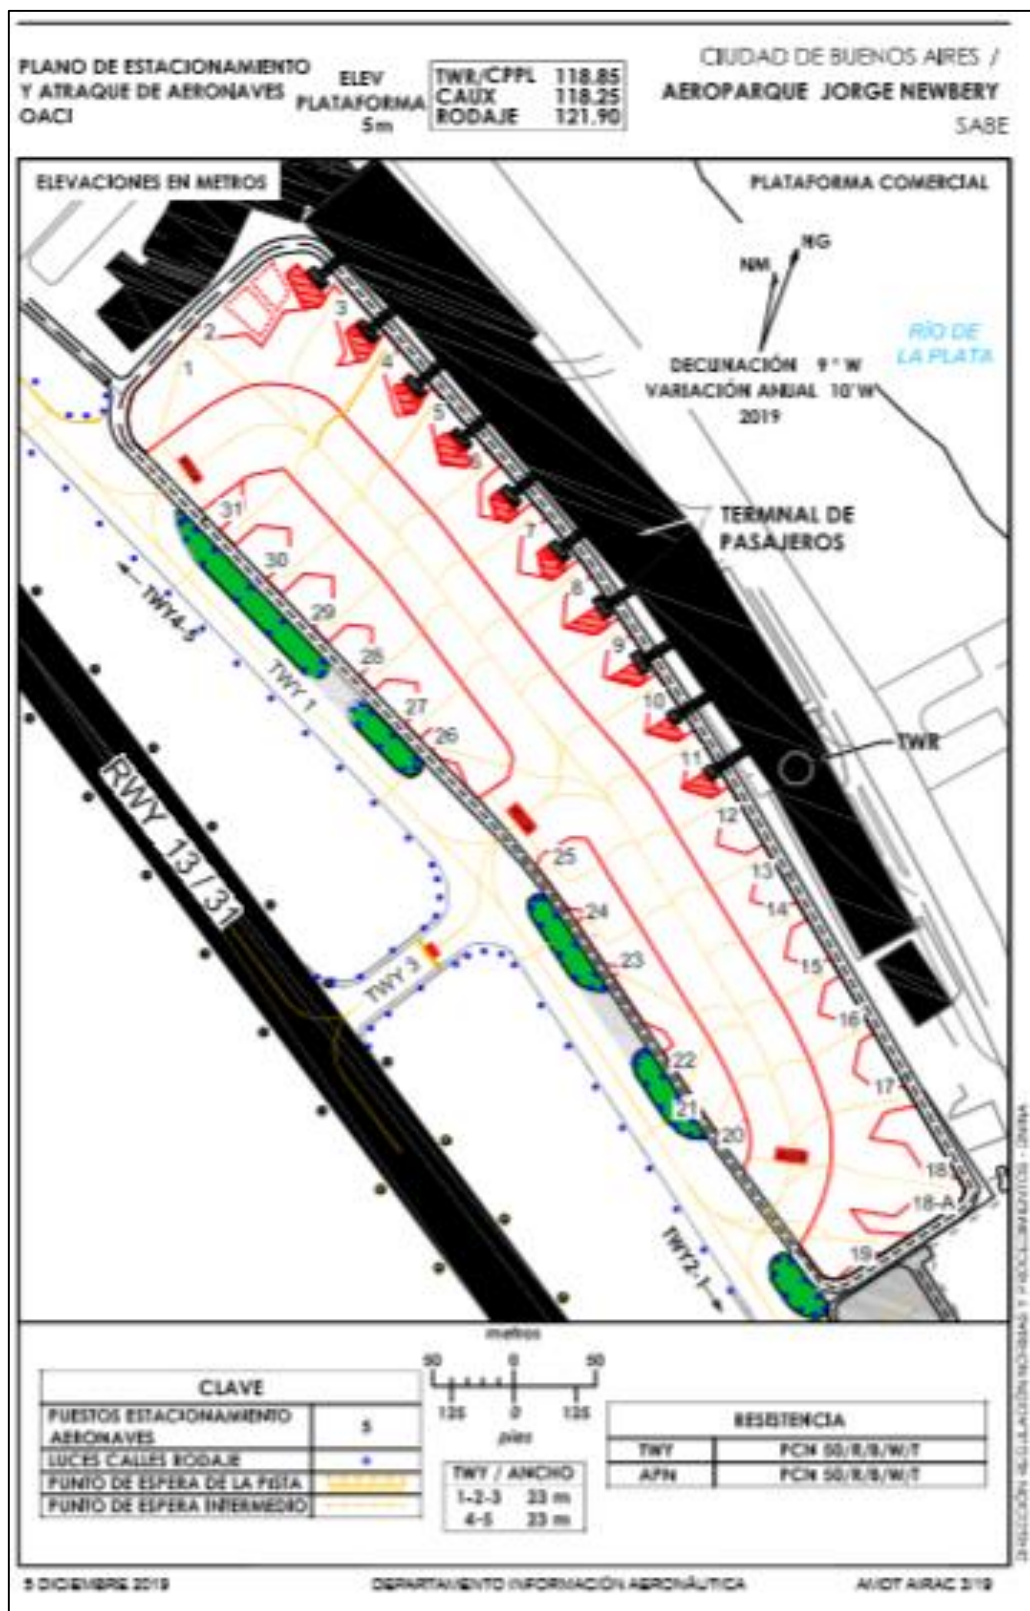 PLANO DE ESTACIONAMIENTO
Y ATRAQUE DE AERONAVES
OACI
ELEV
PLATAFORMA
5m
TWR/CPPL 118.85
CAUX 118.25
RODAJE 121.90
CIUDAD DE BUENOS AIRES /
AEROPARQUE JORGE NEWBERY
SABE
ELEVACIONES EN METROS
PLATAFORMA COMERCIAL
NG
NM
RÍO DE
LA PLATA
DECLINACIÓN 9° W
VARIACIÓN ANUAL 10'W
2019
TERMNAL DE
PASAJEROS
TWR
1
2
3
4
5
6
7
8
9
10
11
12
13
14
15
16
17
18
18-A
19
20
21
22
23
24
25
26
27
28
29
30
31
TWY4-5
TWY 1
RWY 13/31
TWY 3
TWY2-1
CLAVE
PUESTOS ESTACIONAMIENTO
AERONAVES
5
LUCES CALLES RODAJE
PUNTO DE ESPERA DE LA PISTA
PUNTO DE ESPERA INTERMEDIO
metros
50 0 50
125 0 125
pies
TWY / ANCHO
1-2-3 23 m
4-5 23 m
RESISTENCIA
TWY PCN 50/R/B/W/T
APN PCN 50/R/B/W/T
5 DICIEMBRE 2019
DEPARTAMENTO INFORMACIÓN AERONÁUTICA
AMDT AIRAC 3/19